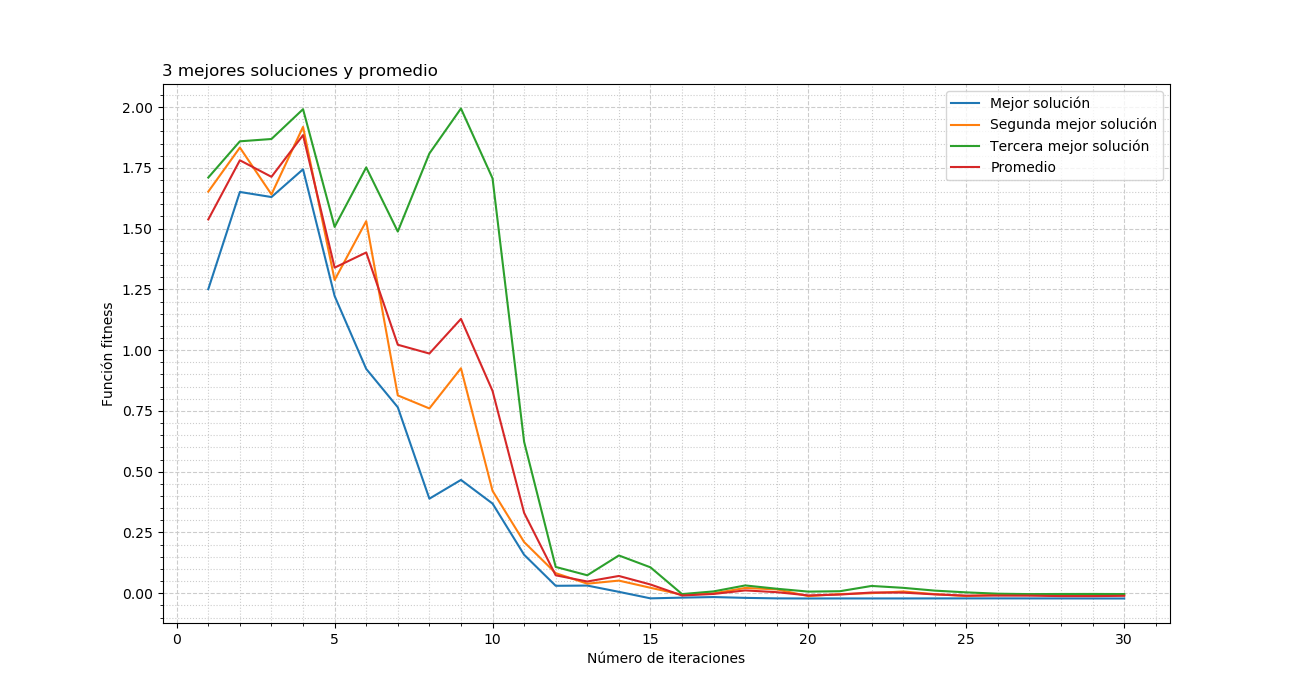 3 mejores soluciones y promedio
Mejor solución
Segunda mejor solución
Tercera mejor solución
Promedio
Función fitness
2.00
1.75
1.50
1.25
1.00
0.75
0.50
0.25
0.00
0
5
10
15
20
25
30
Número de iteraciones